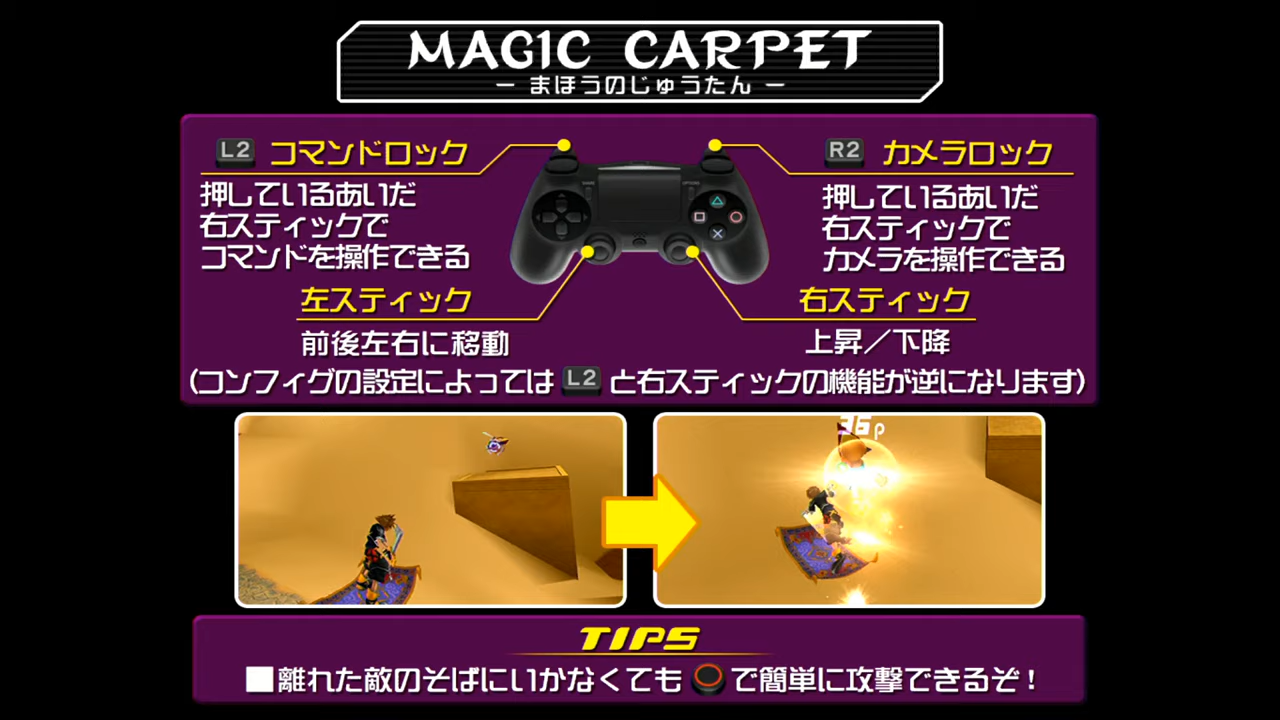 MAGIC CARPET
ー まほうのじゅうたん ー
L2 コマンドロック
押しているあいだ
右スティックで
コマンドを操作できる
R2 カメラロック
押しているあいだ
右スティックで
カメラを操作できる
左スティック
前後左右に移動
右スティック
上昇／下降
(コンフィグの設定によっては L2 と右スティックの機能が逆になります)
36p
TIPS
■離れた敵のそばにいかなくても ○ で簡単に攻撃できるぞ！